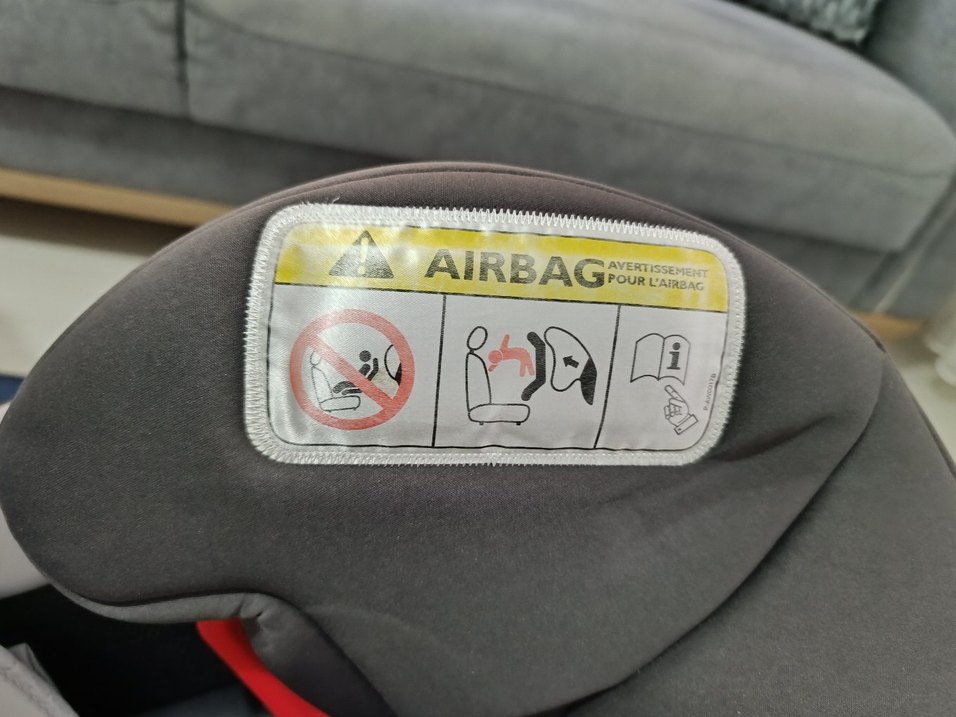 AIRBAG
AVERTISSEMENT
POUR L'AIRBAG
i